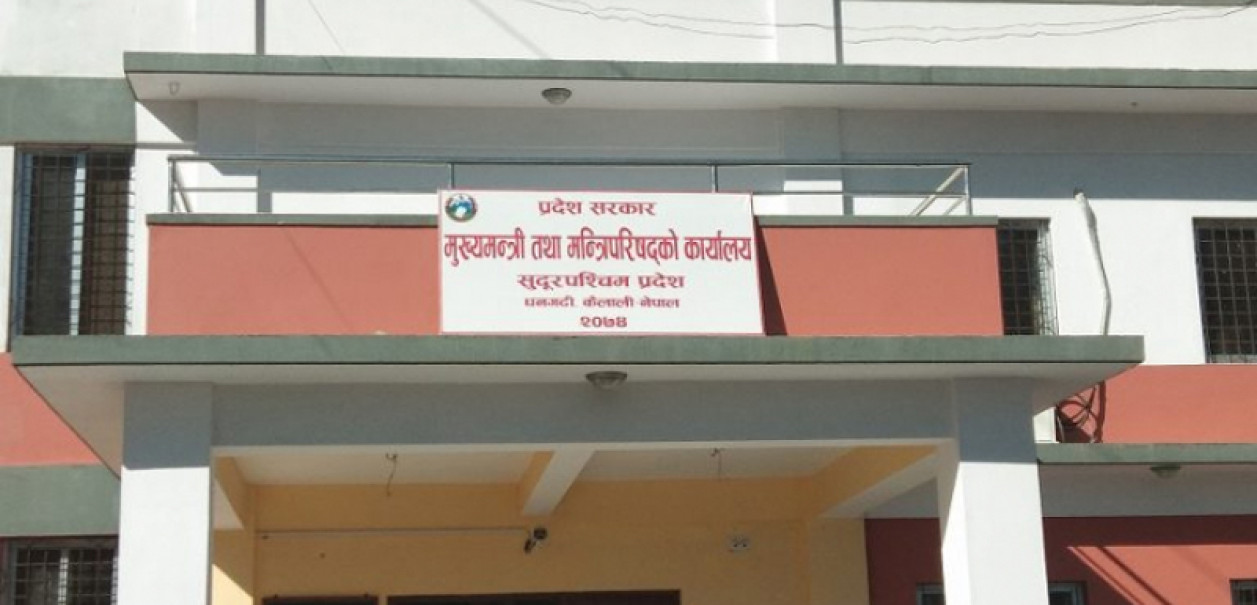 प्रदेश सरकार
मुख्यमन्त्री तथा मन्त्रिपरिषद्को कार्यालय
सुदूरपश्चिम प्रदेश
धनगढी, कैलाली नेपाल
२०७४